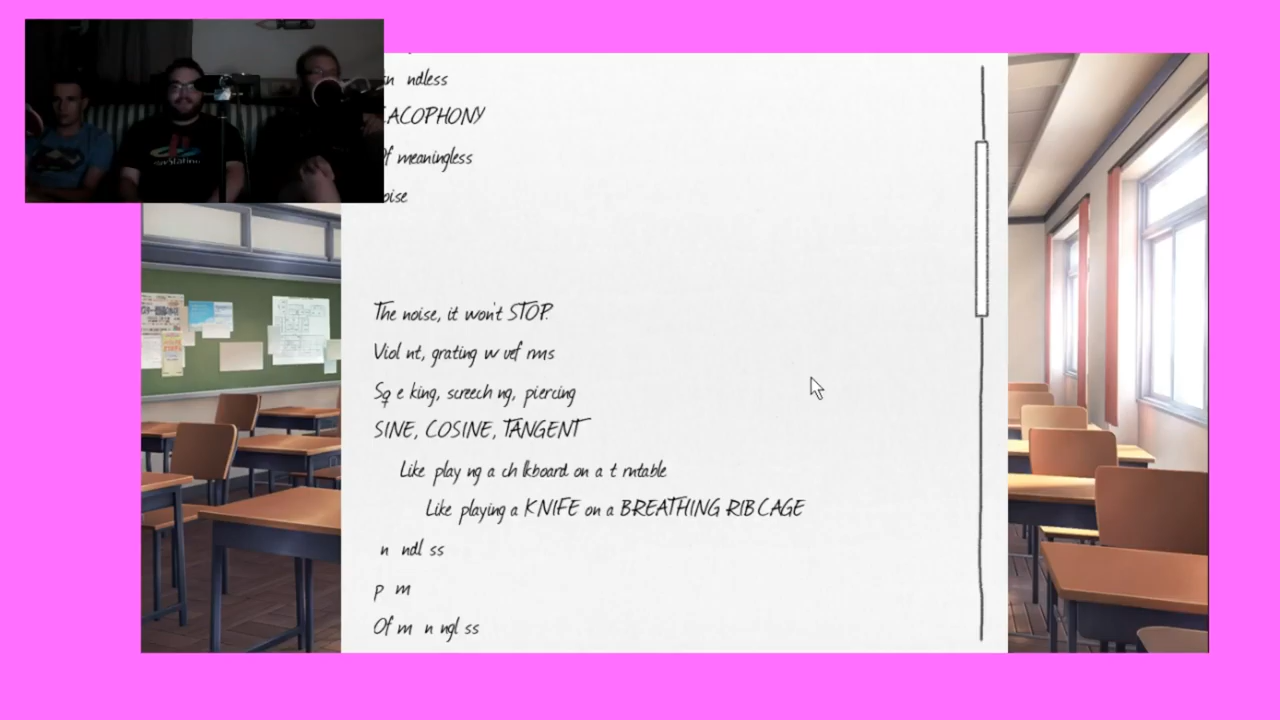 ndless
ACOPHONY
Of meaningless
oise
The noise, it won't STOP.
Viol nt, grating w vef rms
Sq e king, screech ng, piercing
SINE, COSINE, TANGENT
Like play ng a ch lkboard on a t rntable
Like playing a KNIFE on a BREATHING RIBCAGE
n ndl ss
p m
Of m n ngl ss